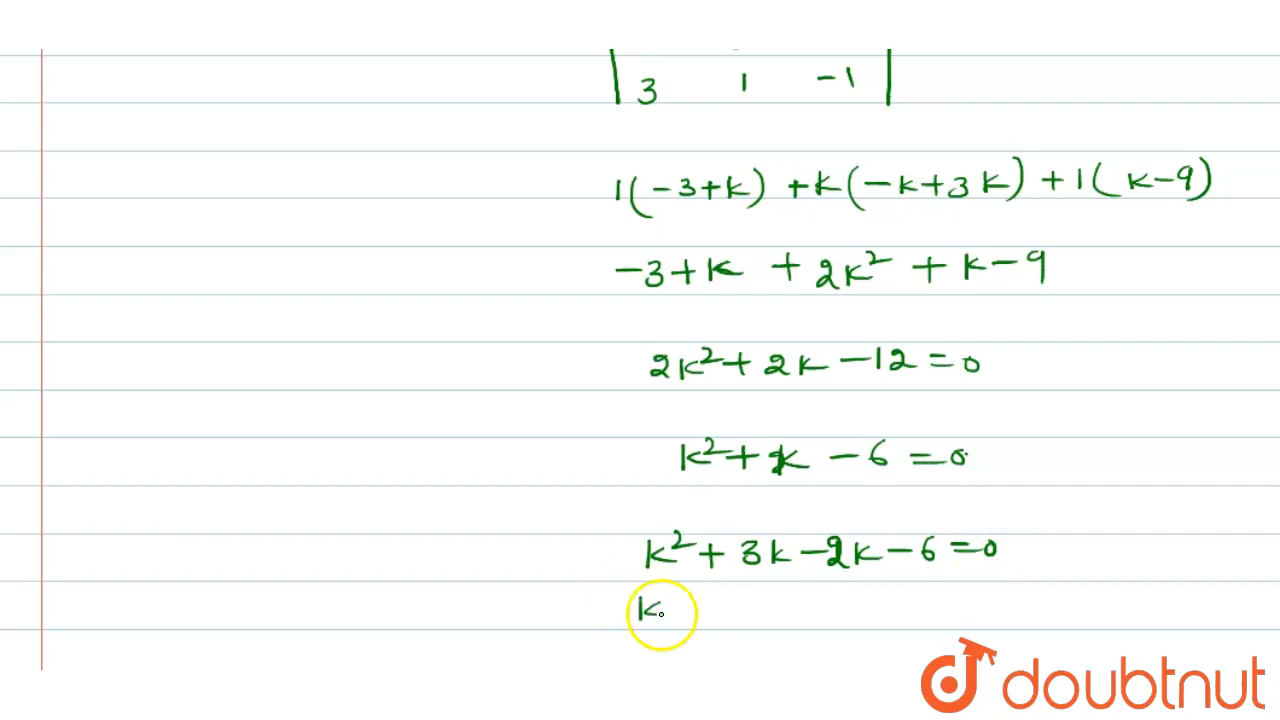 | 3 1 -1 |
1(-3+k) +k(-k+3k) +1(k-9)
-3+k + 2k² + k-9
2k²+2k-12=0
k²+k-6=0
k²+3k-2k-6=0
k
doubtnut